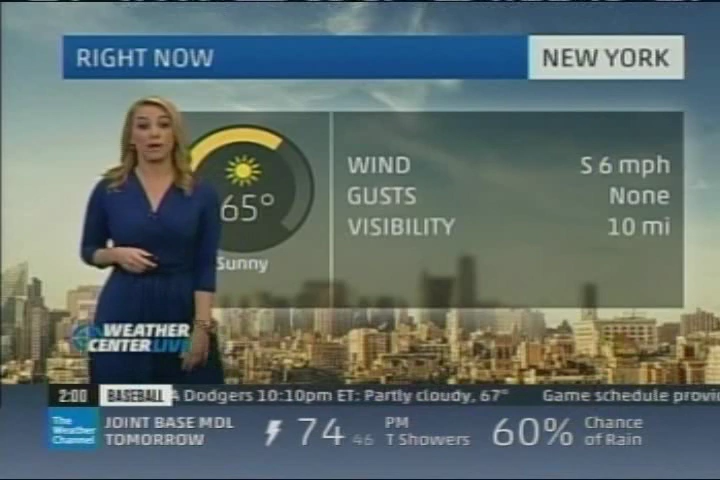 RIGHT NOW
NEW YORK
65°
Sunny
WIND S 6 mph
GUSTS None
VISIBILITY 10 mi
WEATHER
CENTER LIVE
2:00 BASEBALL A Dodgers 10:10pm ET: Partly cloudy, 67° Game schedule provi
The
Weather
Channel
JOINT BASE MDL
TOMORROW
74 46
PM
T Showers
60%
Chance
of Rain